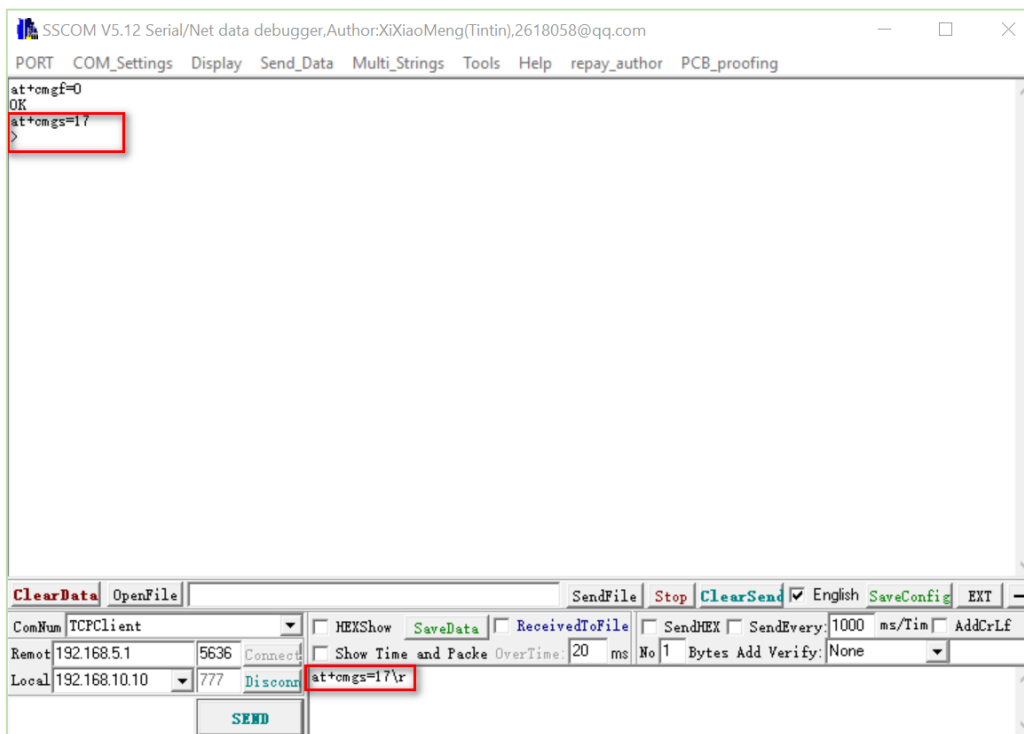 SSCOM V5.12 Serial/Net data debugger,Author:XiXiaoMeng(Tintin),2618058@qq.com
PORT COM_Settings Display Send_Data Multi_Strings Tools Help repay_author PCB_proofing
at+cmgf=0
OK
at+cmgs=17
>
ClearData OpenFile SendFile Stop ClearSend English SaveConfig EXT
ComNum TCPClient HEXShow SaveData ReceivedToFile SendHEX SendEvery: 1000 ms/Tim AddCrLf
Remot 192.168.5.1 5636 Connect Show Time and Packe OverTime: 20 ms No 1 Bytes Add Verify: None
Local 192.168.10.10 777 Disconn at+cmgs=17\r
SEND